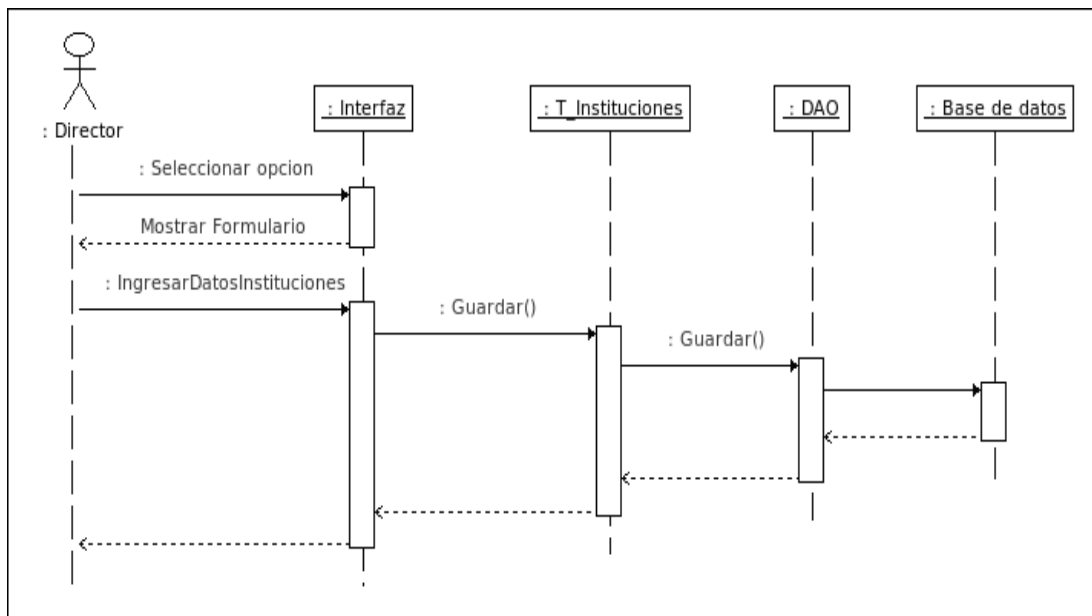 : Director
: Interfaz
: T_Instituciones
: DAO
: Base de datos
: Seleccionar opcion
Mostrar Formulario
: IngresarDatosInstituciones
: Guardar()
: Guardar()